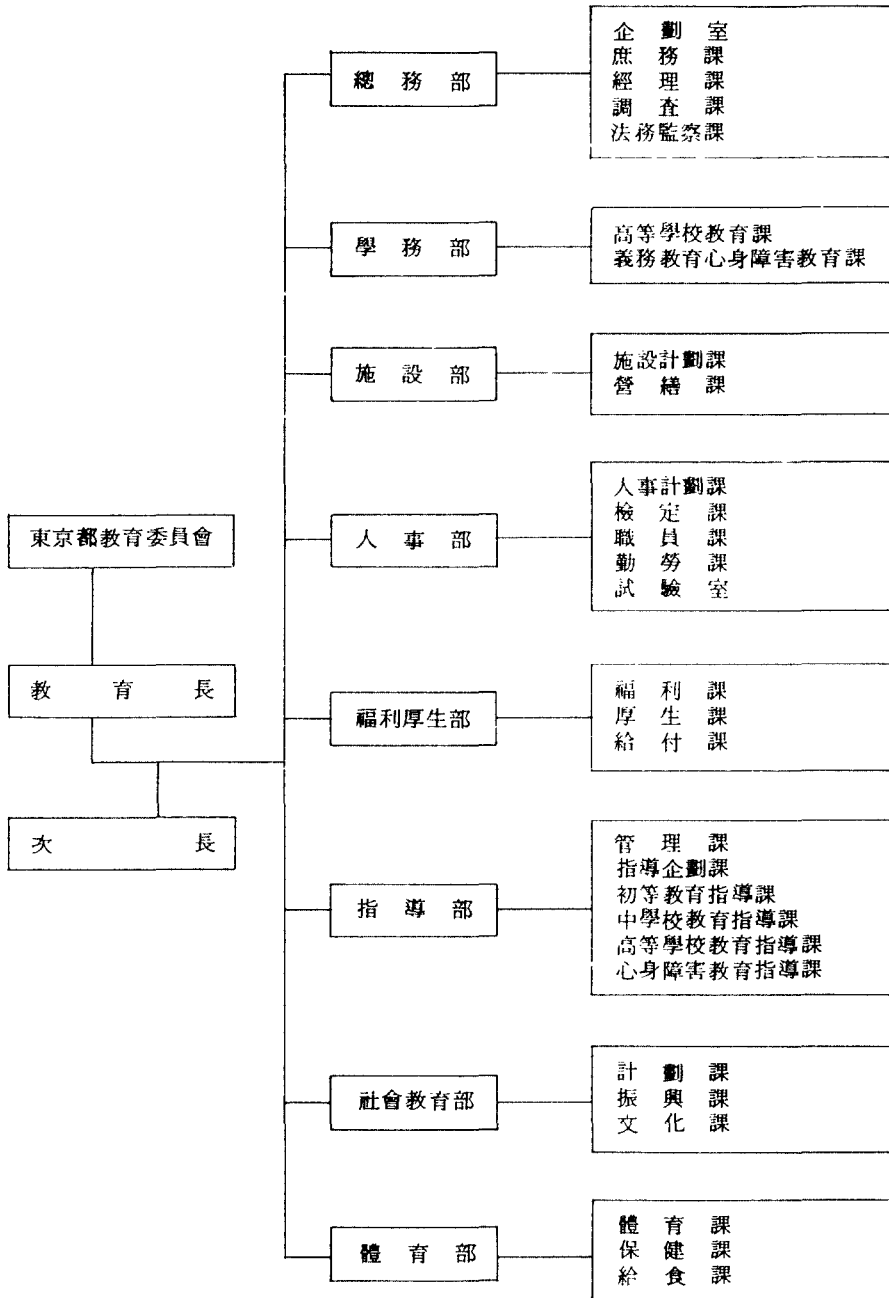 東京都教育委員會
教育長
次長
總務部
企劃室
庶務課
經理課
調査課
法務監察課
學務部
高等學校教育課
義務教育心身障害教育課
施設部
施設計劃課
營繕課
人事部
人事計劃課
檢定課
職員課
勤勞課
試驗室
福利厚生部
福利課
厚生課
給付課
指導部
管理課
指導企劃課
初等教育指導課
中學校教育指導課
高等學校教育指導課
心身障害教育指導課
社會教育部
計劃課
振興課
文化課
體育部
體育課
保健課
給食課